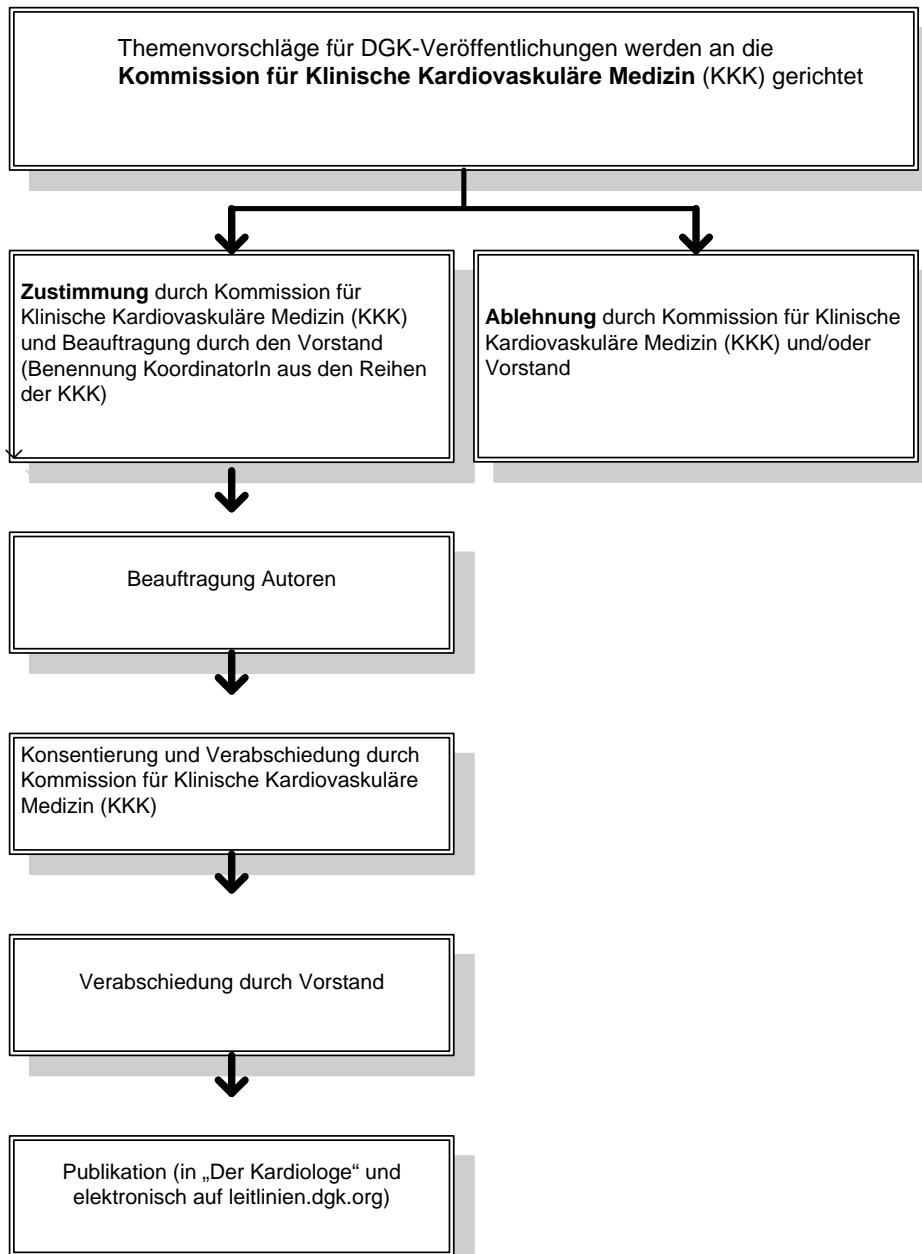 Themenvorschläge für DGK-Veröffentlichungen werden an die
Kommission für Klinische Kardiovaskuläre Medizin (KKK) gerichtet
Zustimmung durch Kommission für
Klinische Kardiovaskuläre Medizin (KKK)
und Beauftragung durch den Vorstand
(Benennung KoordinatorIn aus den Reihen
der KKK)
Ablehnung durch Kommission für Klinische
Kardiovaskuläre Medizin (KKK) und/oder
Vorstand
Beauftragung Autoren
Konsentierung und Verabschiedung durch
Kommission für Klinische Kardiovaskuläre
Medizin (KKK)
Verabschiedung durch Vorstand
Publikation (in „Der Kardiologe“ und
elektronisch auf leitlinien.dgk.org)